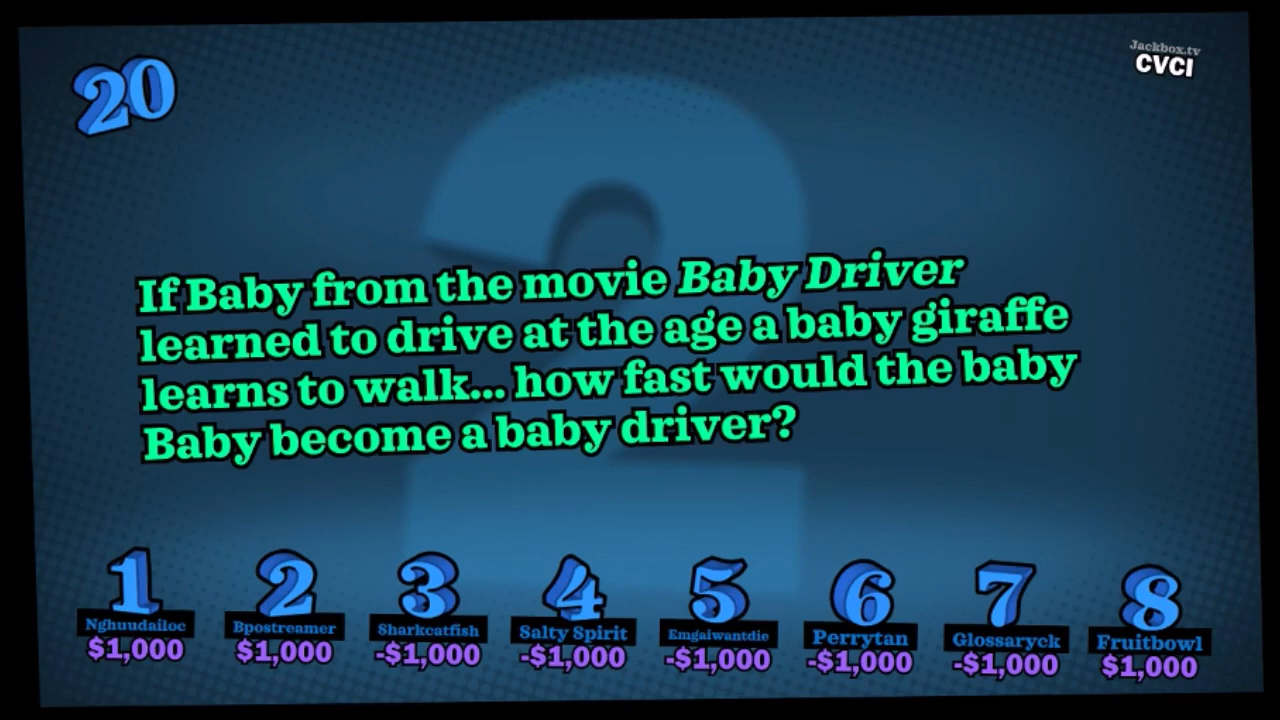 20
Jackbox.tv
CVCI
If Baby from the movie Baby Driver
learned to drive at the age a baby giraffe
learns to walk... how fast would the baby
Baby become a baby driver?
1 2 3 4 5 6 7 8
Nghuudailoc Bpostreamer Sharkcatfish Salty Spirit Emgaiwantdie Perrytan Glossaryck Fruitbowl
$1,000 $1,000 -$1,000 -$1,000 -$1,000 -$1,000 -$1,000 $1,000